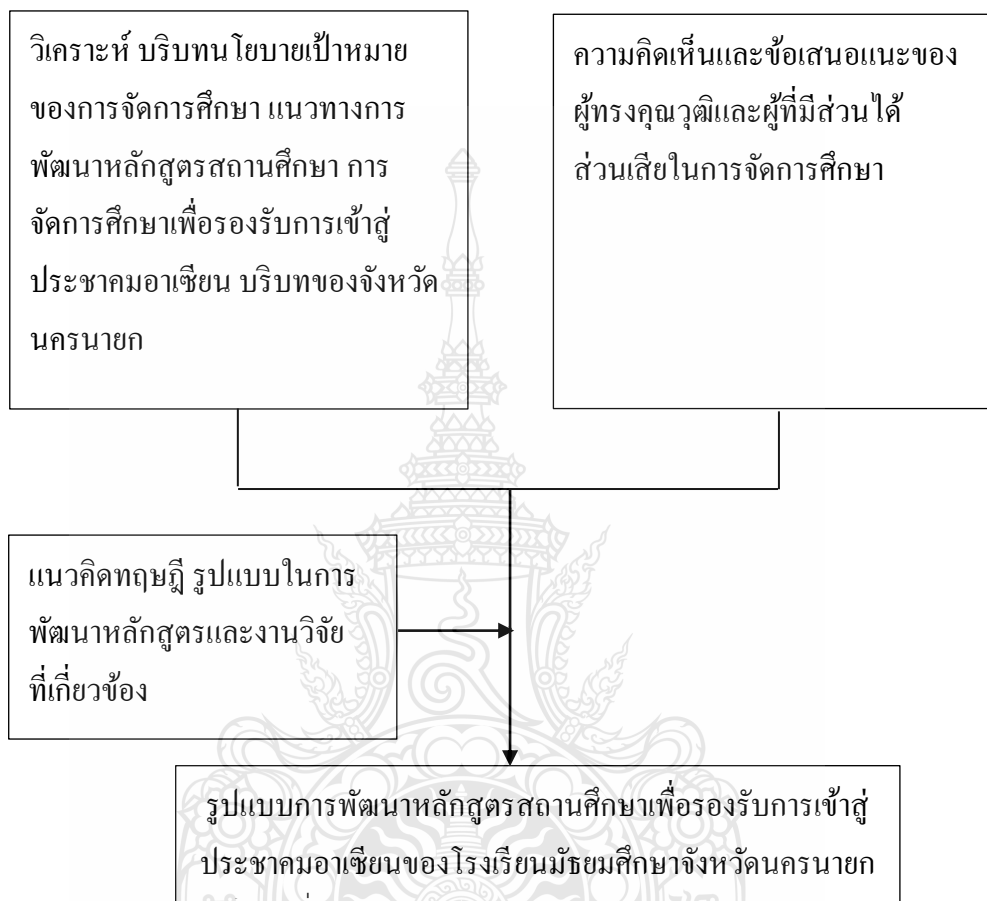 วิเคราะห์ บริบทนโยบายเป้าหมาย
ของการจัดการศึกษา แนวทางการ
พัฒนาหลักสูตรสถานศึกษา การ
จัดการศึกษาเพื่อรองรับการเข้าสู่
ประชาคมอาเซียน บริบทของจังหวัด
นครนายก
ความคิดเห็นและข้อเสนอแนะของ
ผู้ทรงคุณวุฒิและผู้ที่มีส่วนได้
ส่วนเสียในการจัดการศึกษา
แนวคิดทฤษฎี รูปแบบในการ
พัฒนาหลักสูตรและงานวิจัย
ที่เกี่ยวข้อง
รูปแบบการพัฒนาหลักสูตรสถานศึกษาเพื่อรองรับการเข้าสู่
ประชาคมอาเซียนของโรงเรียนมัธยมศึกษาจังหวัดนครนายก